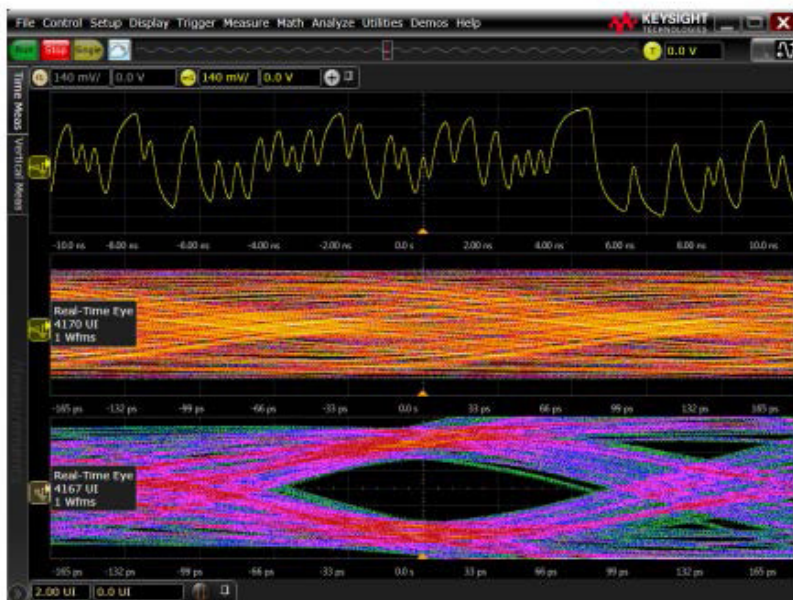 File Control Setup Display Trigger Measure Math Analyze Utilities Demos Help
KEYSIGHT
TECHNOLOGIES
Run Stop Single T 0.0 V
140 mV/ 0.0 V 140 mV/ 0.0 V
Time Meas
Vertical Meas
-10.0 ns -8.00 ns -6.00 ns -4.00 ns -2.00 ns 0.0 s 2.00 ns 4.00 ns 6.00 ns 8.00 ns 10.0 ns
Real-Time Eye
4170 UI
1 Wfms
-165 ps -132 ps -99 ps -66 ps -33 ps 0.0 s 33 ps 66 ps 99 ps 132 ps 165 ps
Real-Time Eye
4167 UI
1 Wfms
-165 ps -132 ps -99 ps -66 ps -33 ps 0.0 s 33 ps 66 ps 99 ps 132 ps 165 ps
2.00 UI 0.0 UI